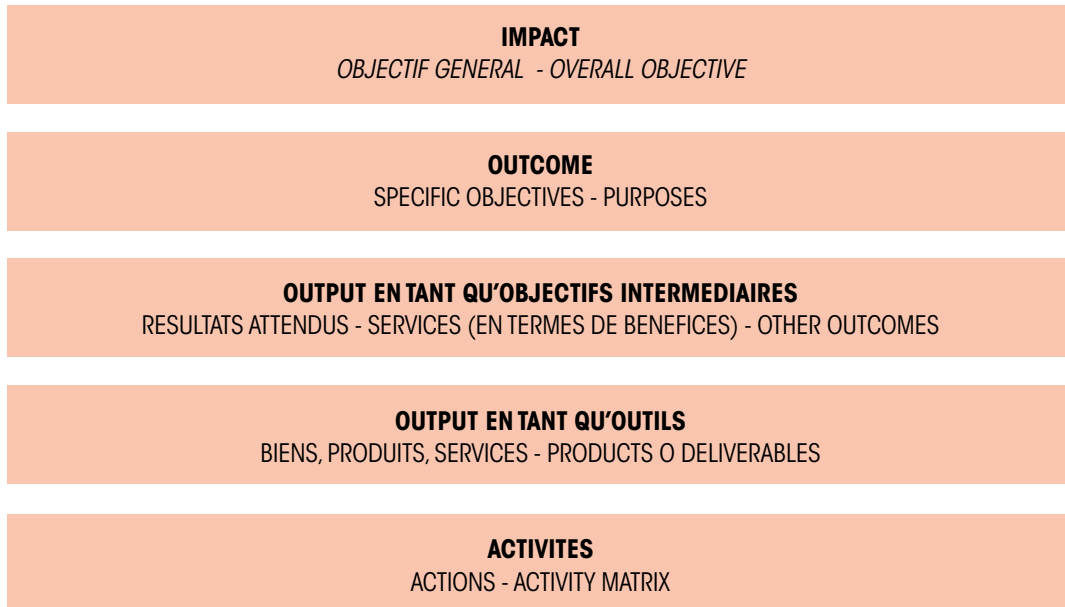 IMPACT
OBJECTIF GENERAL - OVERALL OBJECTIVE
OUTCOME
SPECIFIC OBJECTIVES - PURPOSES
OUTPUT EN TANT QU'OBJECTIFS INTERMEDIAIRES
RESULTATS ATTENDUS - SERVICES (EN TERMES DE BENEFICES) - OTHER OUTCOMES
OUTPUT EN TANT QU'OUTILS
BIENS, PRODUITS, SERVICES - PRODUCTS O DELIVERABLES
ACTIVITES
ACTIONS - ACTIVITY MATRIX